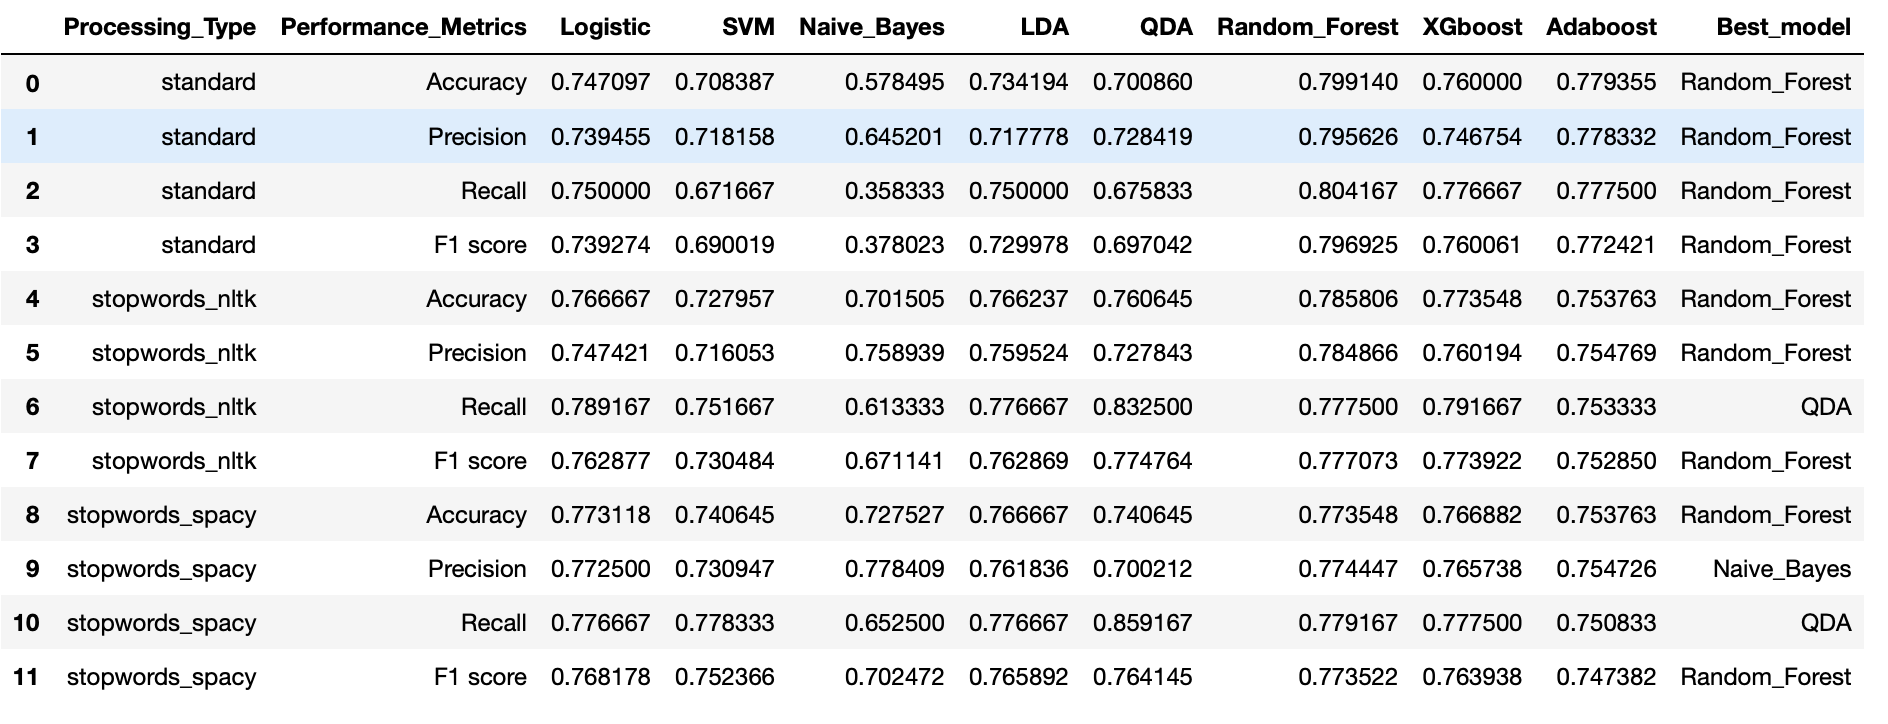 Processing_Type Performance_Metrics Logistic SVM Naive_Bayes LDA QDA Random_Forest XGboost Adaboost Best_model
0 standard Accuracy 0.747097 0.708387 0.578495 0.734194 0.700860 0.799140 0.760000 0.779355 Random_Forest
1 standard Precision 0.739455 0.718158 0.645201 0.717778 0.728419 0.795626 0.746754 0.778332 Random_Forest
2 standard Recall 0.750000 0.671667 0.358333 0.750000 0.675833 0.804167 0.776667 0.777500 Random_Forest
3 standard F1 score 0.739274 0.690019 0.378023 0.729978 0.697042 0.796925 0.760061 0.772421 Random_Forest
4 stopwords_nltk Accuracy 0.766667 0.727957 0.701505 0.766237 0.760645 0.785806 0.773548 0.753763 Random_Forest
5 stopwords_nltk Precision 0.747421 0.716053 0.758939 0.759524 0.727843 0.784866 0.760194 0.754769 Random_Forest
6 stopwords_nltk Recall 0.789167 0.751667 0.613333 0.776667 0.832500 0.777500 0.791667 0.753333 QDA
7 stopwords_nltk F1 score 0.762877 0.730484 0.671141 0.762869 0.774764 0.777073 0.773922 0.752850 Random_Forest
8 stopwords_spacy Accuracy 0.773118 0.740645 0.727527 0.766667 0.740645 0.773548 0.766882 0.753763 Random_Forest
9 stopwords_spacy Precision 0.772500 0.730947 0.778409 0.761836 0.700212 0.774447 0.765738 0.754726 Naive_Bayes
10 stopwords_spacy Recall 0.776667 0.778333 0.652500 0.776667 0.859167 0.779167 0.777500 0.750833 QDA
11 stopwords_spacy F1 score 0.768178 0.752366 0.702472 0.765892 0.764145 0.773522 0.763938 0.747382 Random_Forest